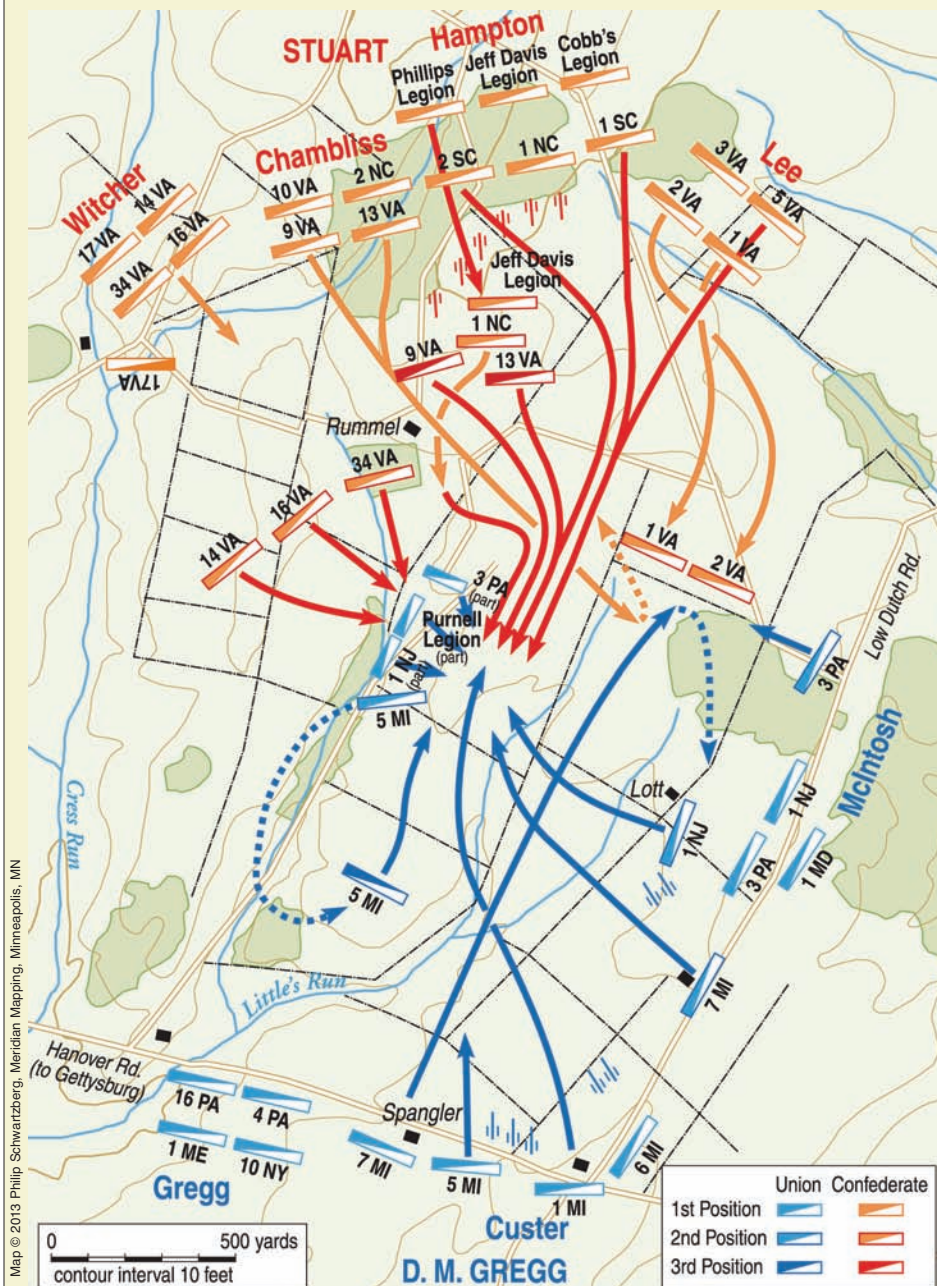 STUART
Hampton
Phillips
Legion
Jeff Davis
Legion
Cobb's
Legion
Chambliss
10 VA
2 NC
2 SC
1 NC
1 SC
9 VA
13 VA
Witcher
14 VA
17 VA
16 VA
34 VA
17VA
Lee
3 VA
5 VA
2 VA
1 VA
Jeff Davis
Legion
1 NC
9 VA
13 VA
Rummel
34 VA
16 VA
14 VA
1 VA
2 VA
3 PA
(part)
Purnell
Legion
(part)
1 NJ
(part)
5 MI
3 PA
Low Dutch Rd.
McIntosh
Lott
1 NJ
1 NJ
3 PA
1 MD
5 MI
7 MI
Cress Run
Little's Run
Hanover Rd.
(to Gettysburg)
16 PA
4 PA
1 ME
10 NY
Gregg
Spangler
7 MI
5 MI
1 MI
6 MI
Custer
D. M. GREGG
0 500 yards
contour interval 10 feet
Union Confederate
1st Position
2nd Position
3rd Position
Map © 2013 Philip Schwartzberg, Meridian Mapping, Minneapolis, MN